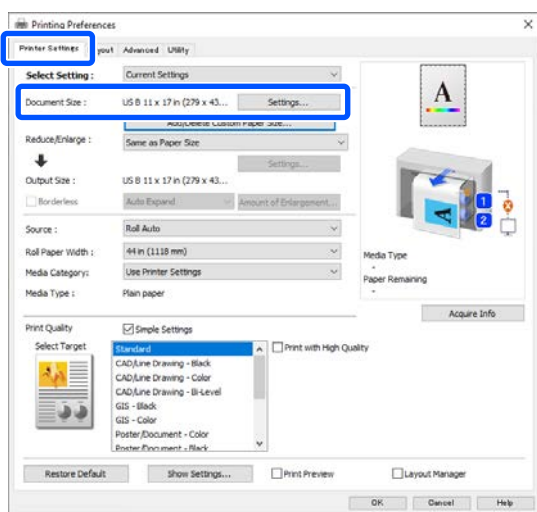 Printing Preferences
Printer Settings yout Advanced Utility
Select Setting : Current Settings
Document Size : US B 11 x 17 in (279 x 43... Settings...
Add/Delete Custom Paper Size...
Reduce/Enlarge : Same as Paper Size
Settings...
Output Size : US B 11 x 17 in (279 x 43...
Borderless Auto Expand Amount of Enlargement...
Source : Roll Auto
Roll Paper Width : 44 in (1118 mm)
Media Category: Use Printer Settings
Media Type : Plain paper
A
1
2
Media Type
-
Paper Remaining
-
Acquire Info
Print Quality Simple Settings
Select Target
Standard
CAD/Line Drawing - Black
CAD/Line Drawing - Color
CAD/Line Drawing - Bi-Level
GIS - Black
GIS - Color
Poster/Document - Color
Poster/Document - Black
Print with High Quality
Restore Default Show Settings... Print Preview Layout Manager
OK Cancel Help